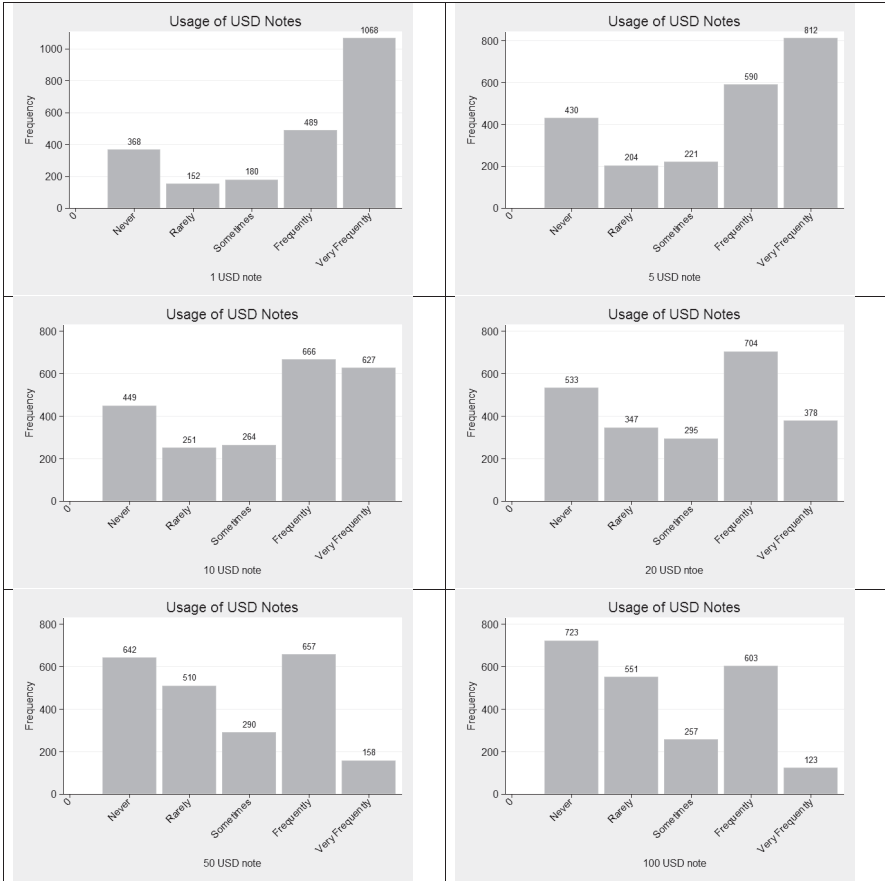 Usage of USD Notes
Frequency
1000
800
600
400
200
0
368
152
180
489
1068
0
Never
Rarely
Sometimes
Frequently
Very Frequently
1 USD note
Usage of USD Notes
Frequency
800
600
400
200
0
430
204
221
590
812
0
Never
Rarely
Sometimes
Frequently
Very Frequently
5 USD note
Usage of USD Notes
Frequency
800
600
400
200
0
449
251
264
666
627
0
Never
Rarely
Sometimes
Frequently
Very Frequently
10 USD note
Usage of USD Notes
Frequency
800
600
400
200
0
533
347
295
704
378
0
Never
Rarely
Sometimes
Frequently
Very Frequently
20 USD ntoe
Usage of USD Notes
Frequency
800
600
400
200
0
642
510
290
657
158
0
Never
Rarely
Sometimes
Frequently
Very Frequently
50 USD note
Usage of USD Notes
Frequency
800
600
400
200
0
723
551
257
603
123
0
Never
Rarely
Sometimes
Frequently
Very Frequently
100 USD note